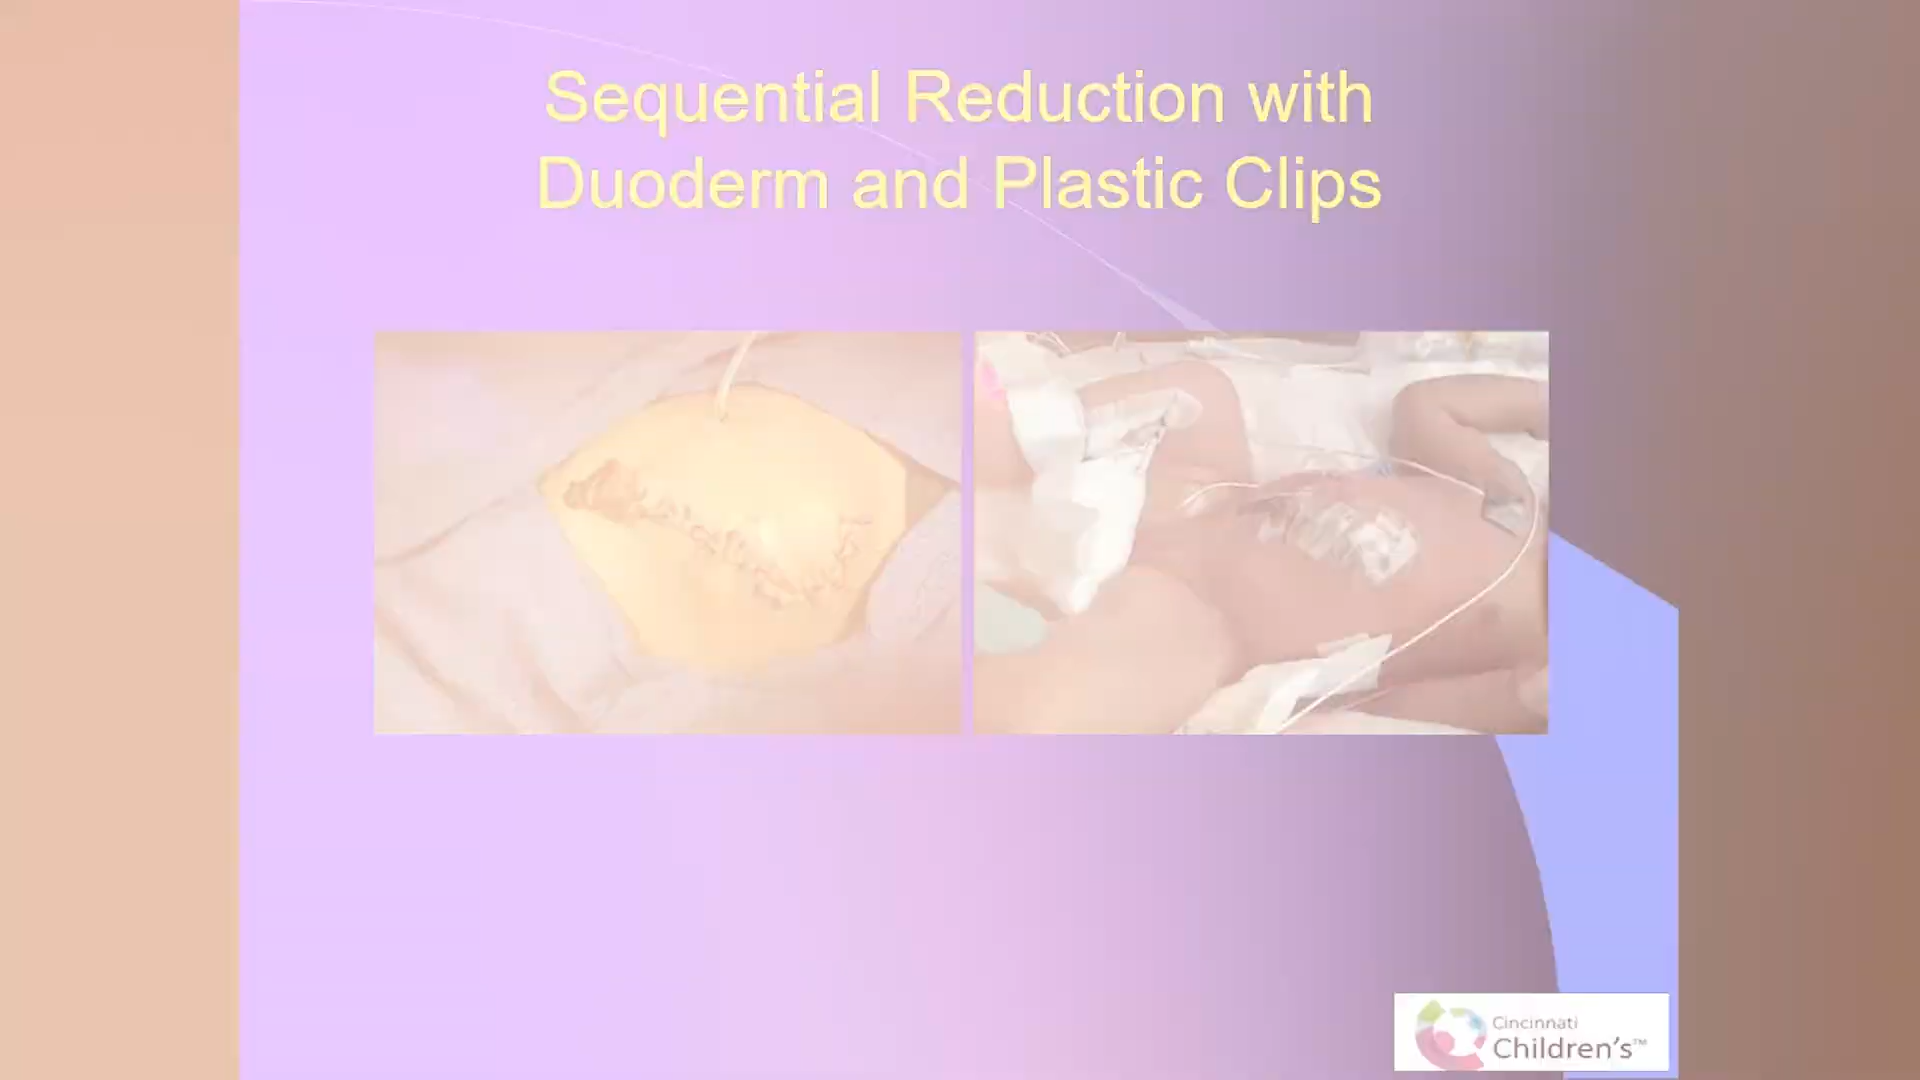 Sequential Reduction with
Duoderm and Plastic Clips
Cincinnati
Children's™